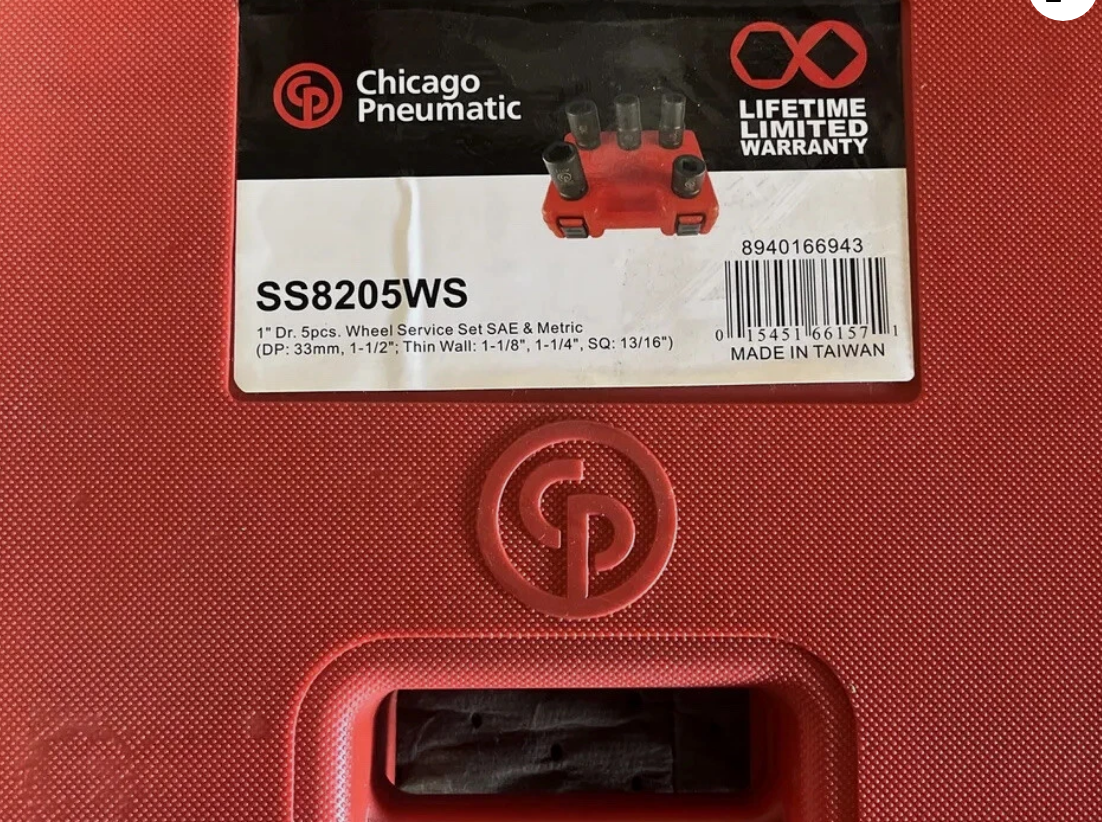 CP Chicago
Pneumatic
LIFETIME
LIMITED
WARRANTY
8940166943
SS8205WS
1" Dr. 5pcs. Wheel Service Set SAE & Metric
(DP: 33mm, 1-1/2"; Thin Wall: 1-1/8", 1-1/4", SQ: 13/16")
0 15451 66157 1
MADE IN TAIWAN
CP